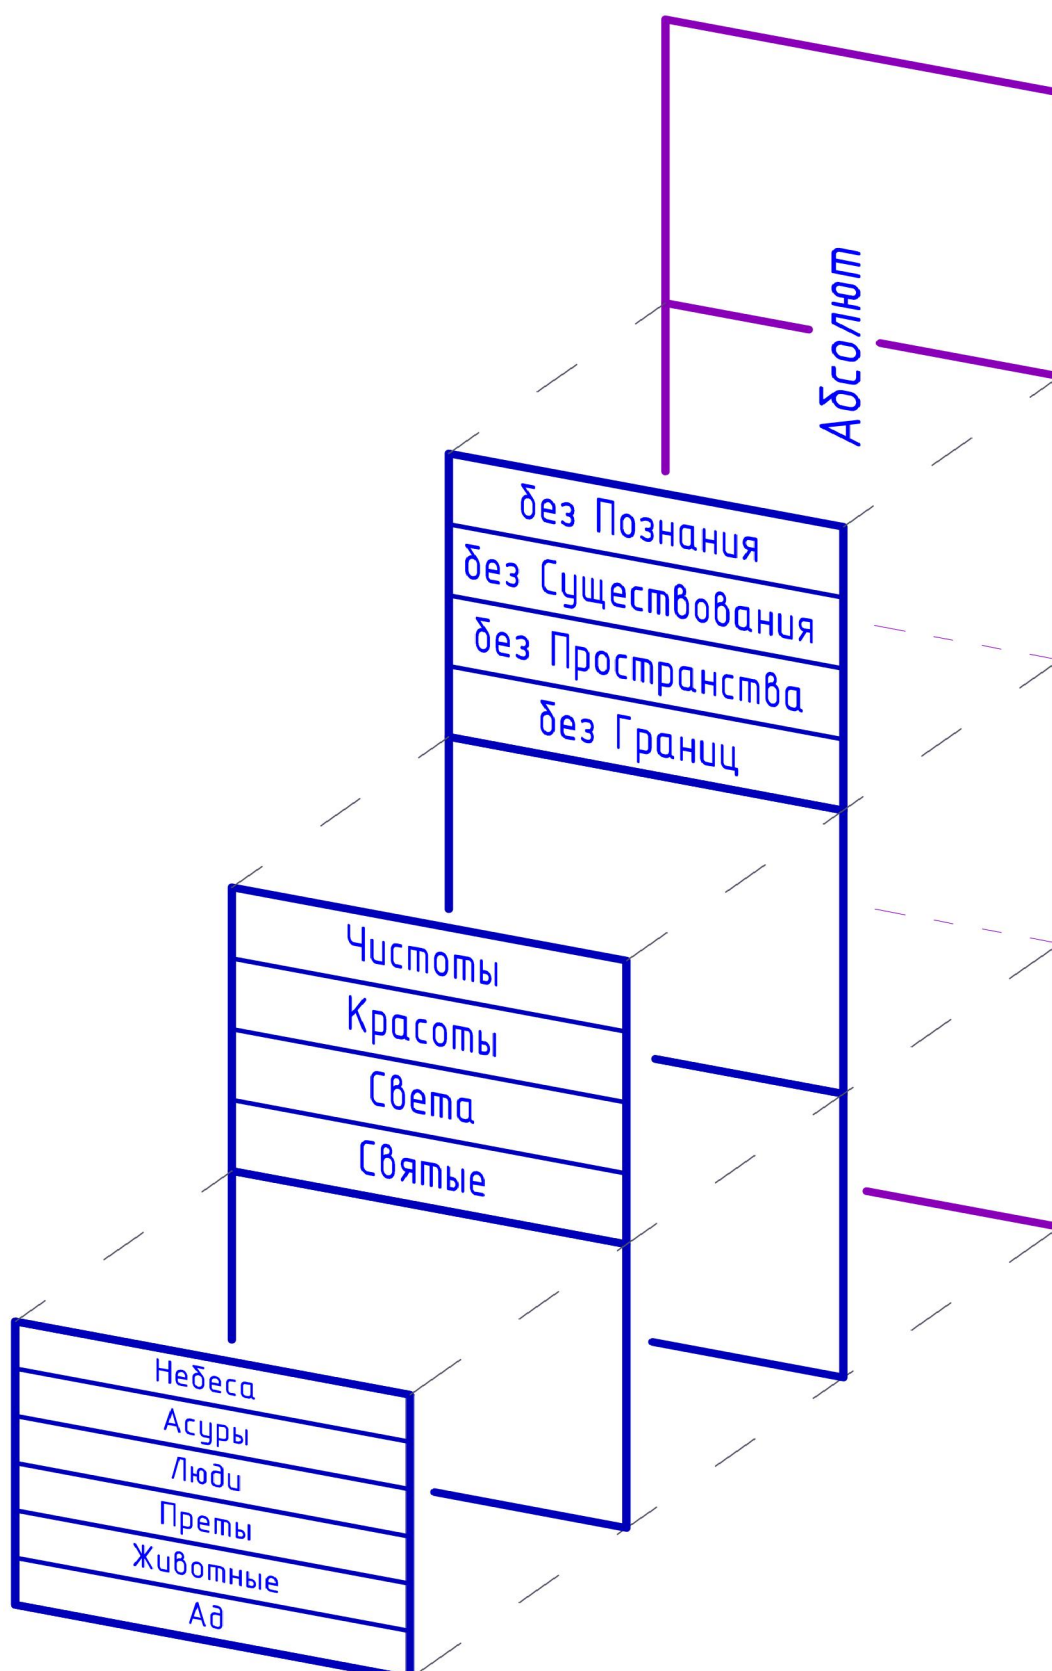 Абсолют
без Познания
без Существования
без Пространства
без Границ
Чистоты
Красоты
Света
Святые
Небеса
Асуры
Люди
Преты
Животные
Ад